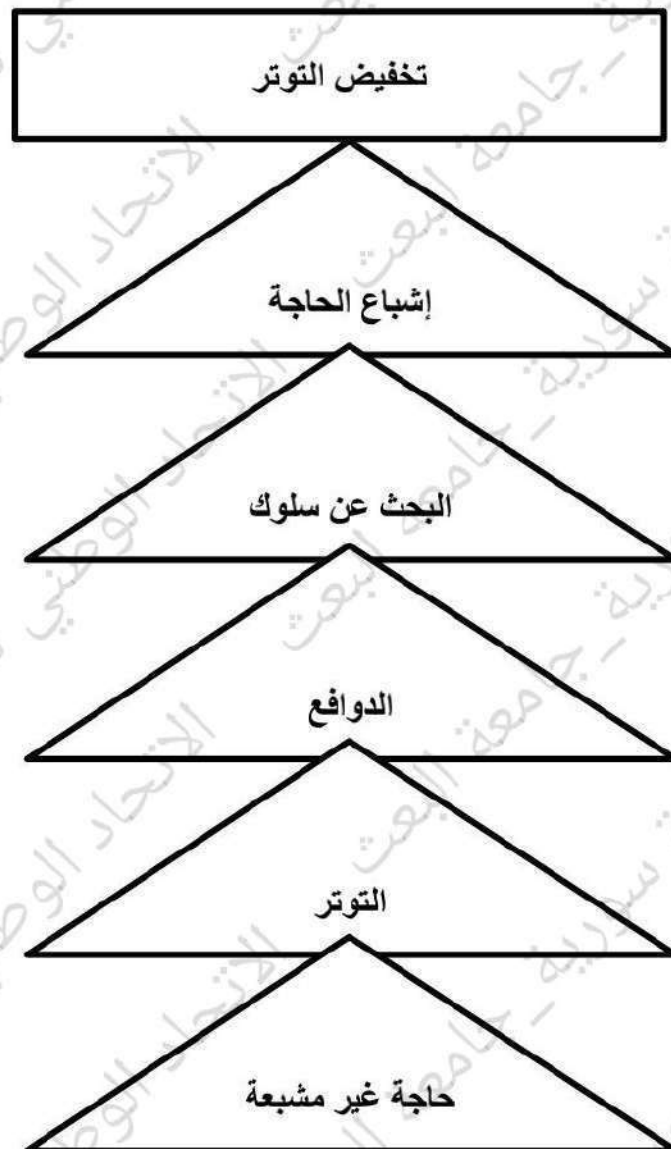 تخفيض التوتر
إشباع الحاجة
البحث عن سلوك
الدوافع
التوتر
حاجة غير مشبعة